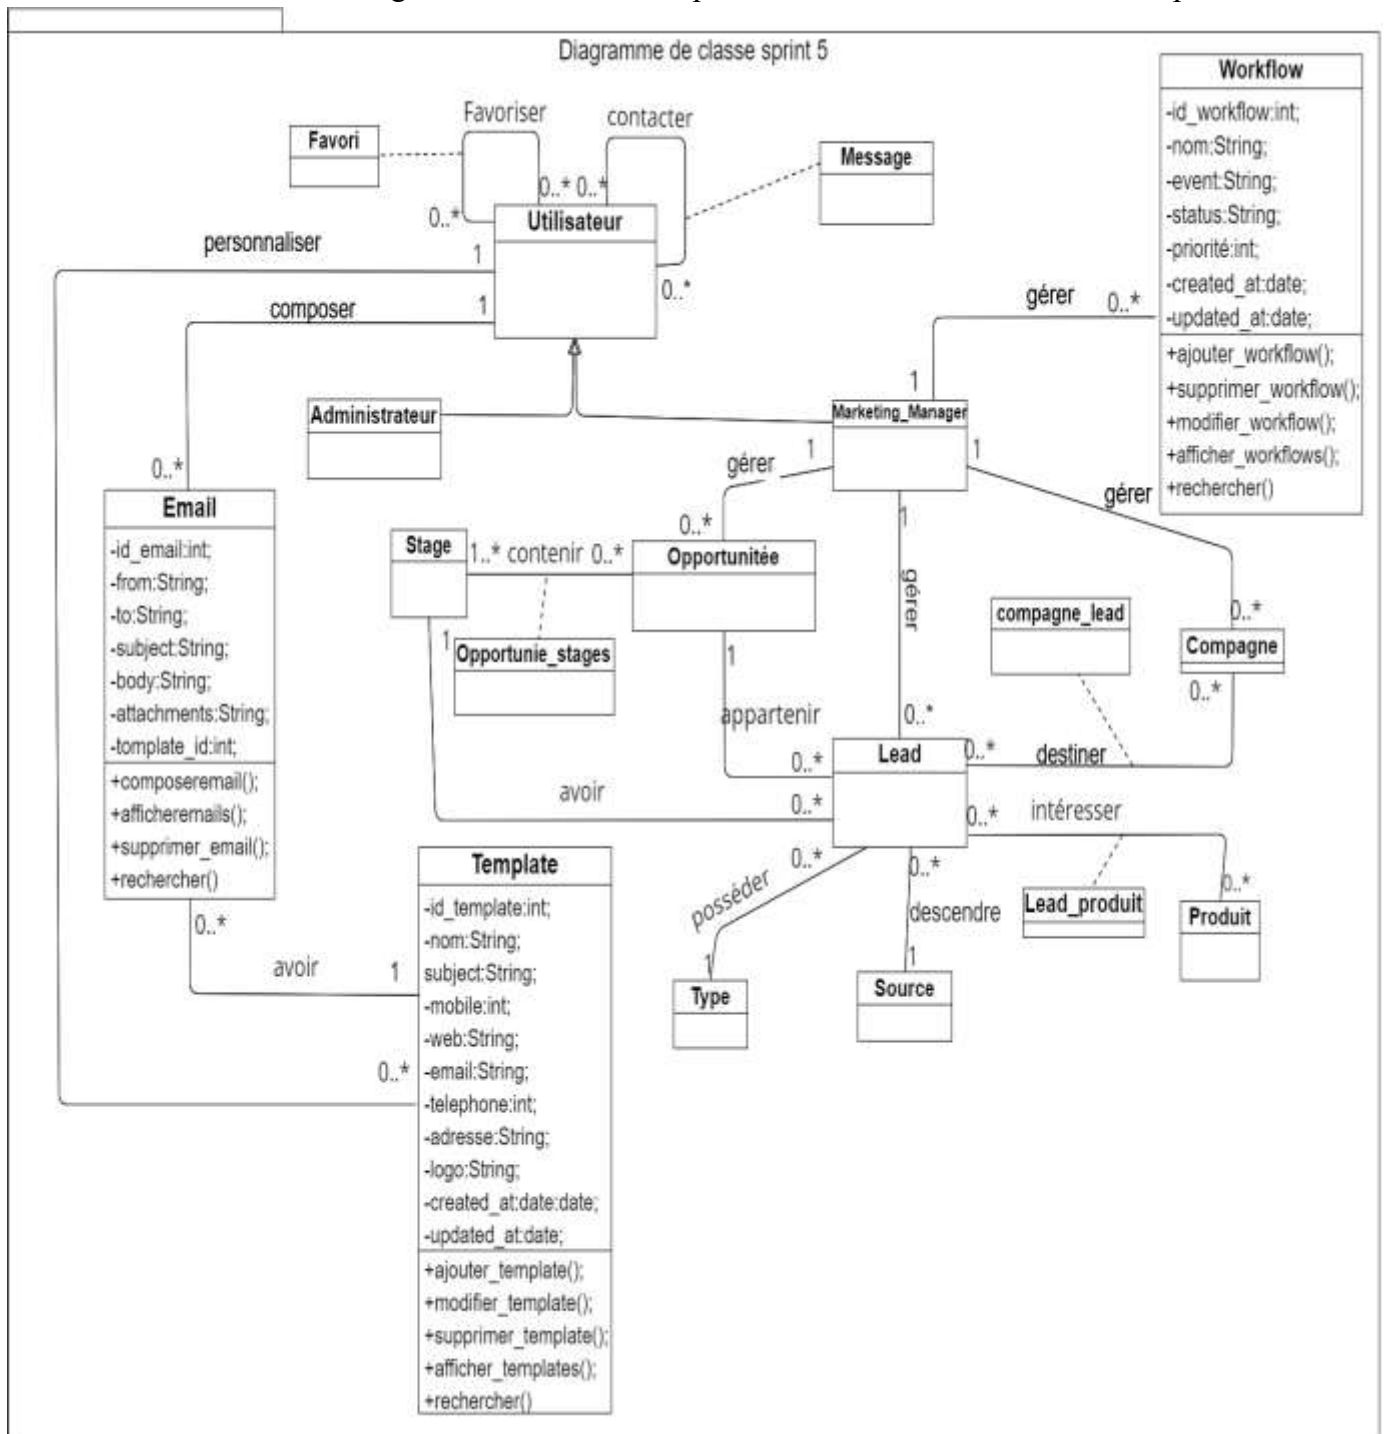 Diagramme de classe sprint 5
Workflow
-id_workflow:int;
-nom:String;
-event:String;
-status:String;
-priorité:int;
-created_at:date;
-updated_at:date;
+ajouter_workflow();
+supprimer_workflow();
+modifier_workflow();
+afficher_workflows();
+rechercher()
Favoriser
contacter
Favori
Message
0..* 0..*
0..*
Utilisateur
personnaliser
1
0..*
composer
1
gérer
0..*
1
Administrateur
Marketing_Manager
1
1
gérer
gérer
0..*
1
0..*
Email
-id_email:int;
-from:String;
-to:String;
-subject:String;
-body:String;
-attachments:String;
-tomplate_id:int;
+composeremail();
+afficheremails();
+supprimer_email();
+rechercher()
Stage
1..* contenir 0..*
Opportunitée
gérer
compagne_lead
0..*
Compagne
1
Opportunie_stages
1
0..*
appartenir
0..*
Lead
0..*
destiner
0..*
avoir
0..*
intéresser
0..*
Template
-id_template:int;
-nom:String;
subject:String;
-mobile:int;
-web:String;
-email:String;
-telephone:int;
-adresse:String;
-logo:String;
-created_at:date:date;
-updated_at:date;
+ajouter_template();
+modifier_template();
+supprimer_template();
+afficher_templates();
+rechercher()
0..*
0..*
posséder
descendre
Lead_produit
0..*
Produit
0..*
avoir
1
1
1
Type
Source
0..*